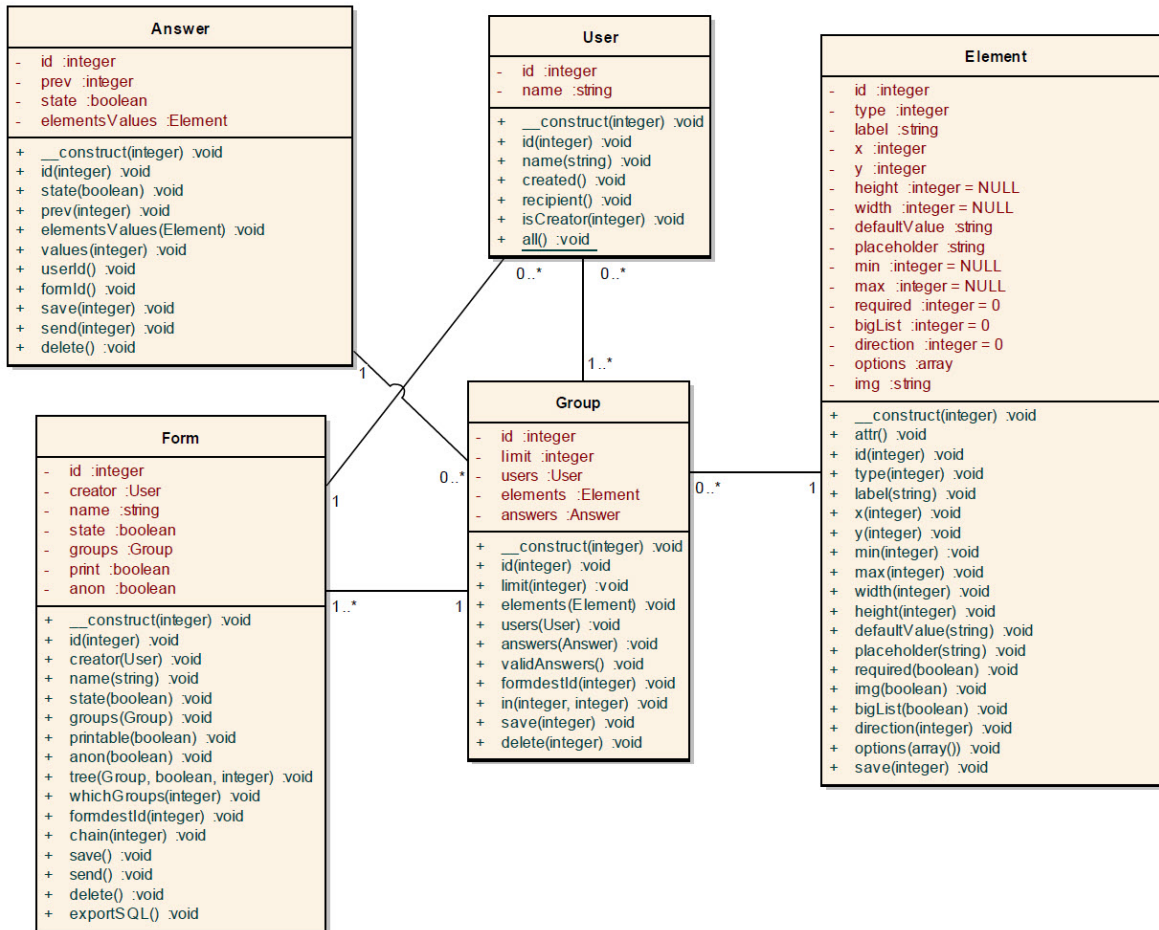 Answer
- id :integer
- prev :integer
- state :boolean
- elementsValues :Element
+ __construct(integer) :void
+ id(integer) :void
+ state(boolean) :void
+ prev(integer) :void
+ elementsValues(Element) :void
+ values(integer) :void
+ userId() :void
+ formId() :void
+ save(integer) :void
+ send(integer) :void
+ delete() :void
User
- id :integer
- name :string
+ __construct(integer) :void
+ id(integer) :void
+ name(string) :void
+ created() :void
+ recipient() :void
+ isCreator(integer) :void
+ all() :void
Element
- id :integer
- type :integer
- label :string
- x :integer
- y :integer
- height :integer = NULL
- width :integer = NULL
- defaultValue :string
- placeholder :string
- min :integer = NULL
- max :integer = NULL
- required :integer = 0
- bigList :integer = 0
- direction :integer = 0
- options :array
- img :string
+ __construct(integer) :void
+ attr() :void
+ id(integer) :void
+ type(integer) :void
+ label(string) :void
+ x(integer) :void
+ y(integer) :void
+ min(integer) :void
+ max(integer) :void
+ width(integer) :void
+ height(integer) :void
+ defaultValue(string) :void
+ placeholder(string) :void
+ required(boolean) :void
+ img(boolean) :void
+ bigList(boolean) :void
+ direction(integer) :void
+ options(array()) :void
+ save(integer) :void
0..* 0..*
1
1..*
Form
- id :integer
- creator :User
- name :string
- state :boolean
- groups :Group
- print :boolean
- anon :boolean
+ __construct(integer) :void
+ id(integer) :void
+ creator(User) :void
+ name(string) :void
+ state(boolean) :void
+ groups(Group) :void
+ printable(boolean) :void
+ anon(boolean) :void
+ tree(Group, boolean, integer) :void
+ whichGroups(integer) :void
+ formdestId(integer) :void
+ chain(integer) :void
+ save() :void
+ send() :void
+ delete() :void
+ exportSQL() :void
Group
- id :integer
- limit :integer
- users :User
- elements :Element
- answers :Answer
+ __construct(integer) :void
+ id(integer) :void
+ limit(integer) :void
+ elements(Element) :void
+ users(User) :void
+ answers(Answer) :void
+ validAnswers() :void
+ formdestId(integer) :void
+ in(integer, integer) :void
+ save(integer) :void
+ delete(integer) :void
0..*
1
0..* 1
1..* 1